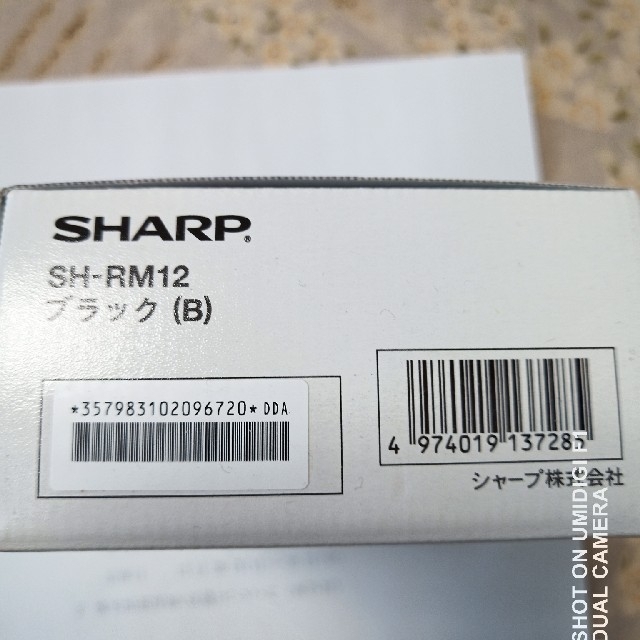 SHARP®
SH-RM12
ブラック (B)
*357983102096720* DDA
4 974019 137285
シャープ株式会社
SHOT ON UMIDIGI
DUAL CAMERA